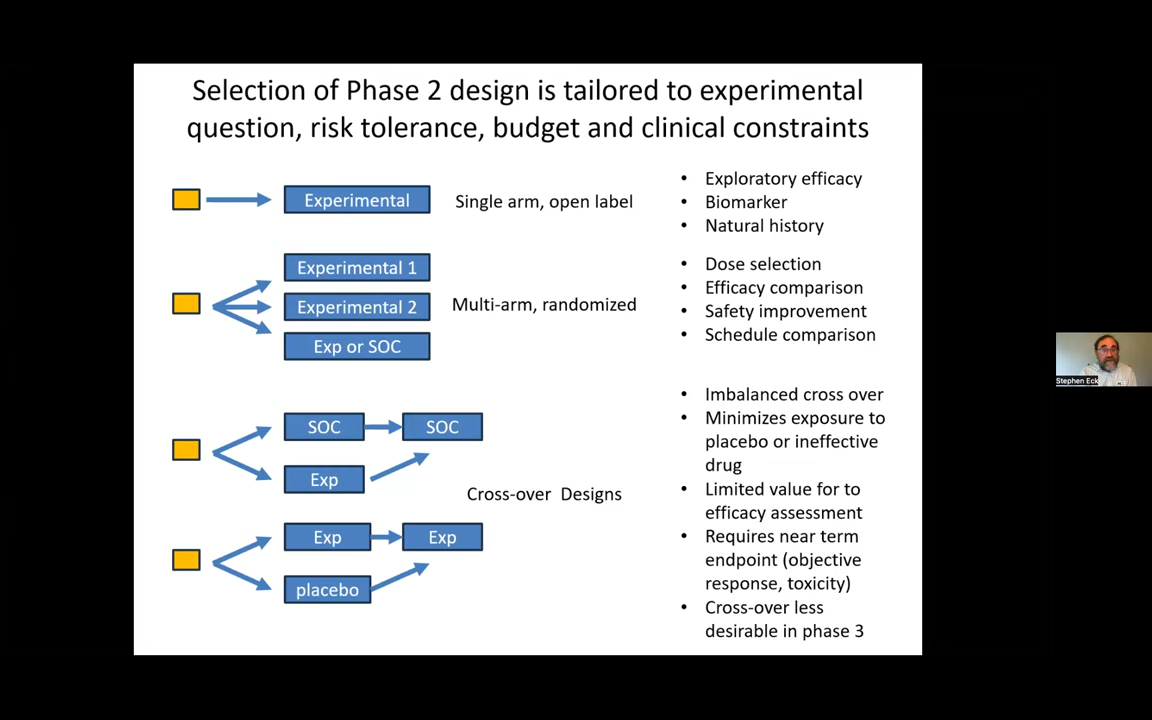 Selection of Phase 2 design is tailored to experimental
question, risk tolerance, budget and clinical constraints
Experimental
Single arm, open label
• Exploratory efficacy
• Biomarker
• Natural history
Experimental 1
Experimental 2
Exp or SOC
Multi-arm, randomized
• Dose selection
• Efficacy comparison
• Safety improvement
• Schedule comparison
SOC
SOC
Exp
Cross-over Designs
Exp
Exp
placebo
• Imbalanced cross over
• Minimizes exposure to
placebo or ineffective
drug
• Limited value for to
efficacy assessment
• Requires near term
endpoint (objective
response, toxicity)
• Cross-over less
desirable in phase 3
Stephen Eck